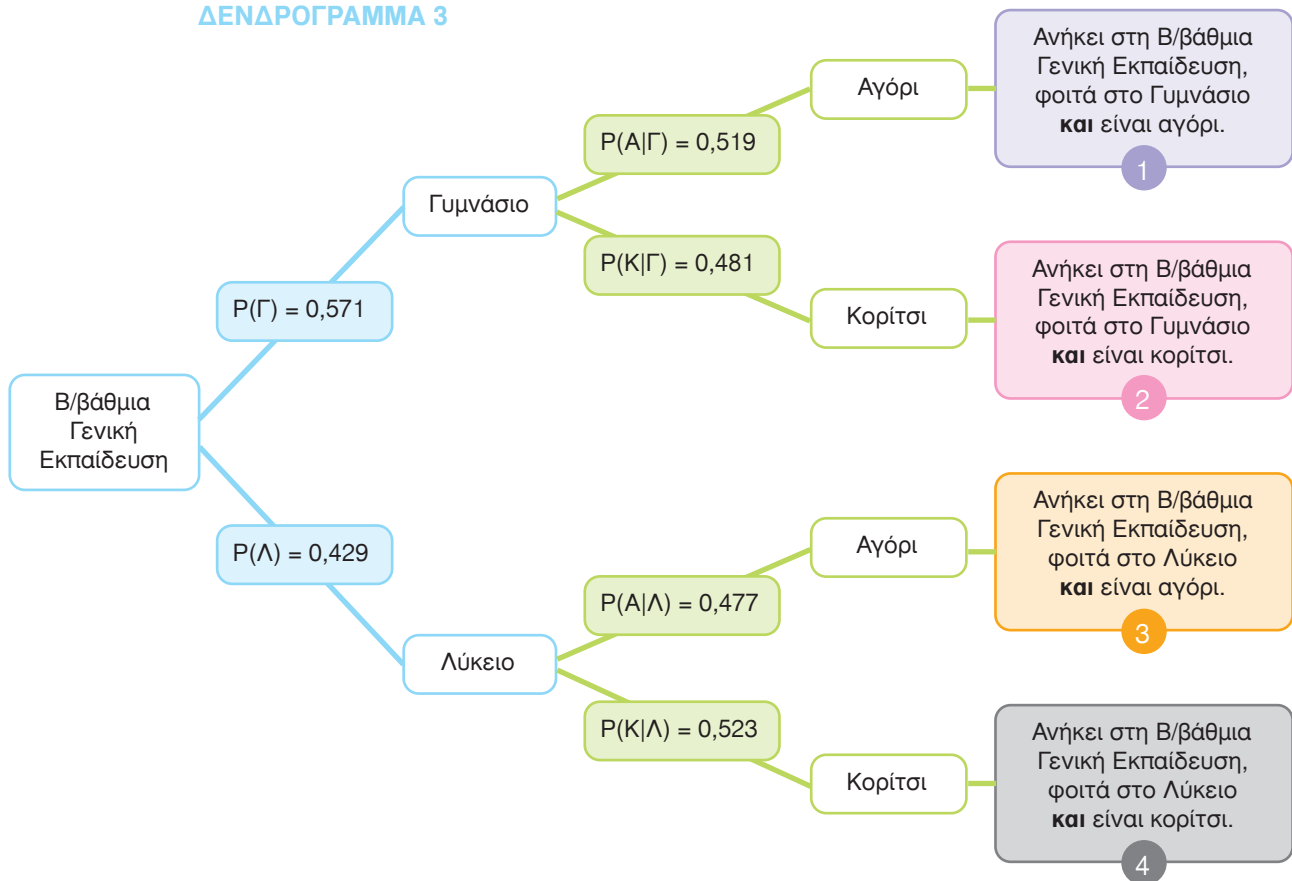 ΔΕΝΔΡΟΓΡΑΜΜΑ 3
Αγόρι
Ανήκει στη Β/βάθμια
Γενική Εκπαίδευση,
φοιτά στο Γυμνάσιο
και είναι αγόρι.
1
P(A|Γ) = 0,519
Γυμνάσιο
P(K|Γ) = 0,481
Κορίτσι
Ανήκει στη Β/βάθμια
Γενική Εκπαίδευση,
φοιτά στο Γυμνάσιο
και είναι κορίτσι.
2
P(Γ) = 0,571
Β/βάθμια
Γενική
Εκπαίδευση
P(Λ) = 0,429
Αγόρι
Ανήκει στη Β/βάθμια
Γενική Εκπαίδευση,
φοιτά στο Λύκειο
και είναι αγόρι.
3
P(A|Λ) = 0,477
Λύκειο
P(K|Λ) = 0,523
Κορίτσι
Ανήκει στη Β/βάθμια
Γενική Εκπαίδευση,
φοιτά στο Λύκειο
και είναι κορίτσι.
4